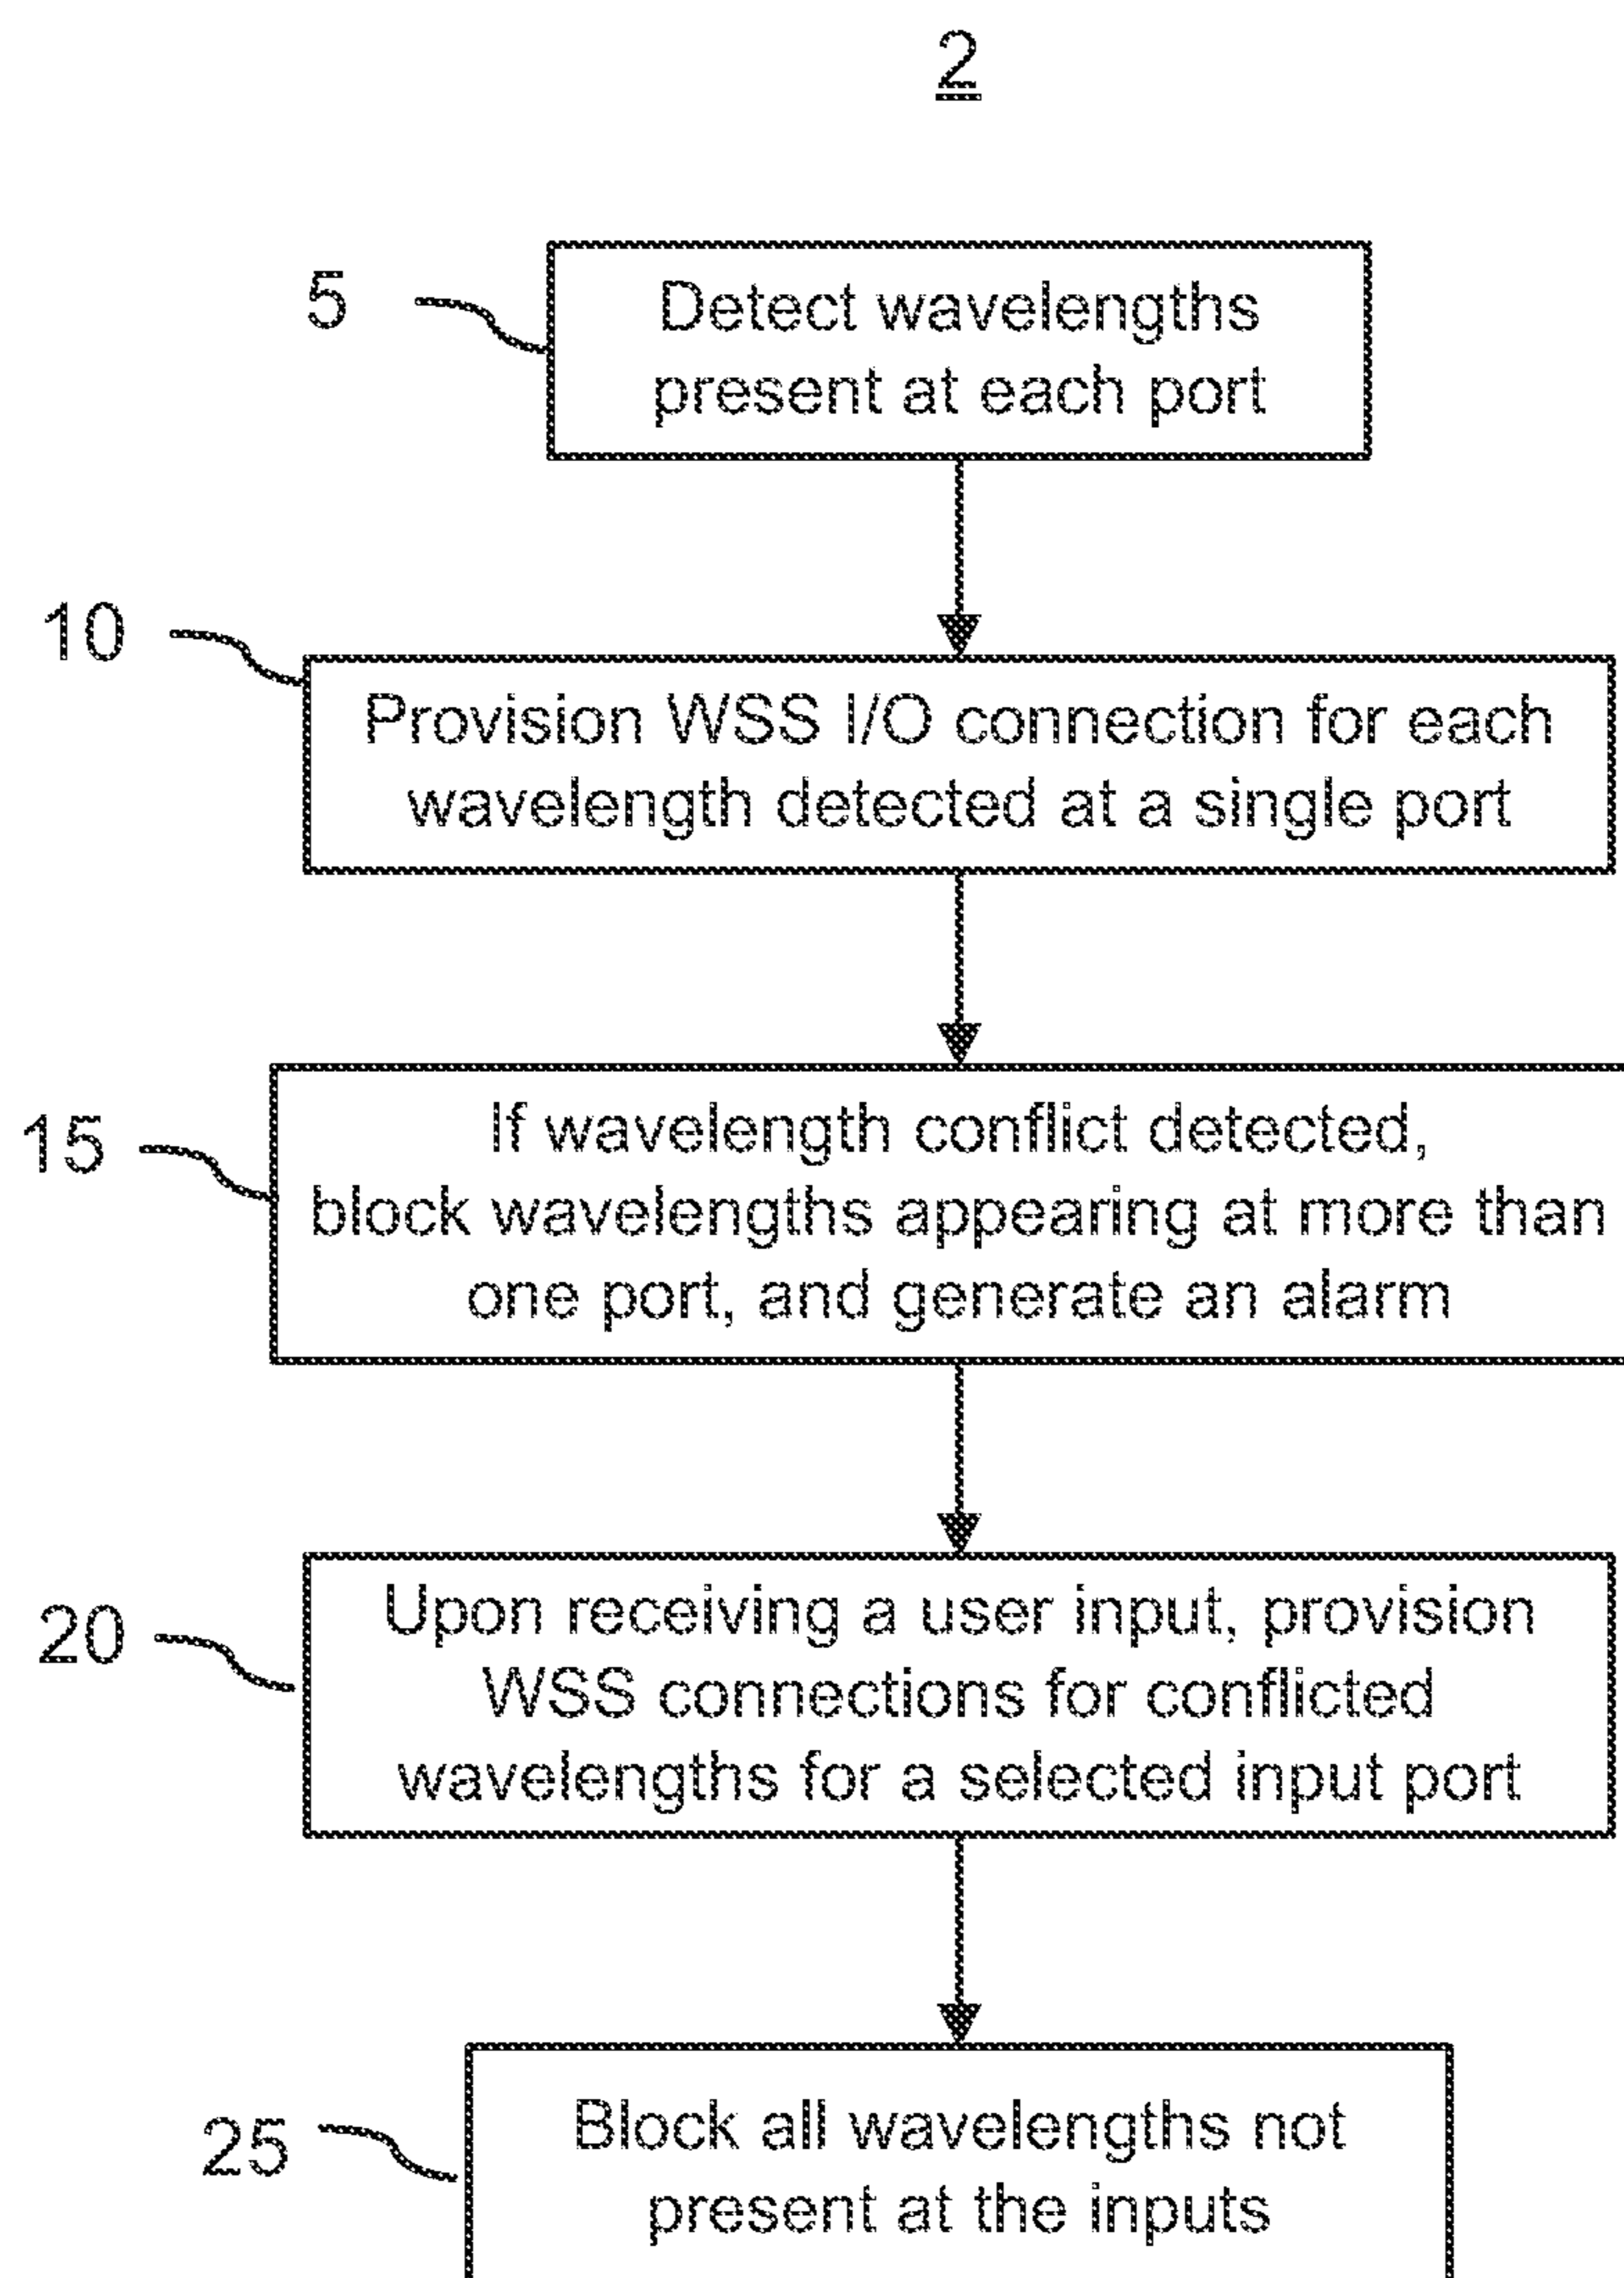 2
5
Detect wavelengths
present at each port
10
Provision WSS I/O connection for each
wavelength detected at a single port
15
If wavelength conflict detected,
block wavelengths appearing at more than
one port, and generate an alarm
20
Upon receiving a user input, provision
WSS connections for conflicted
wavelengths for a selected input port
25
Block all wavelengths not
present at the inputs